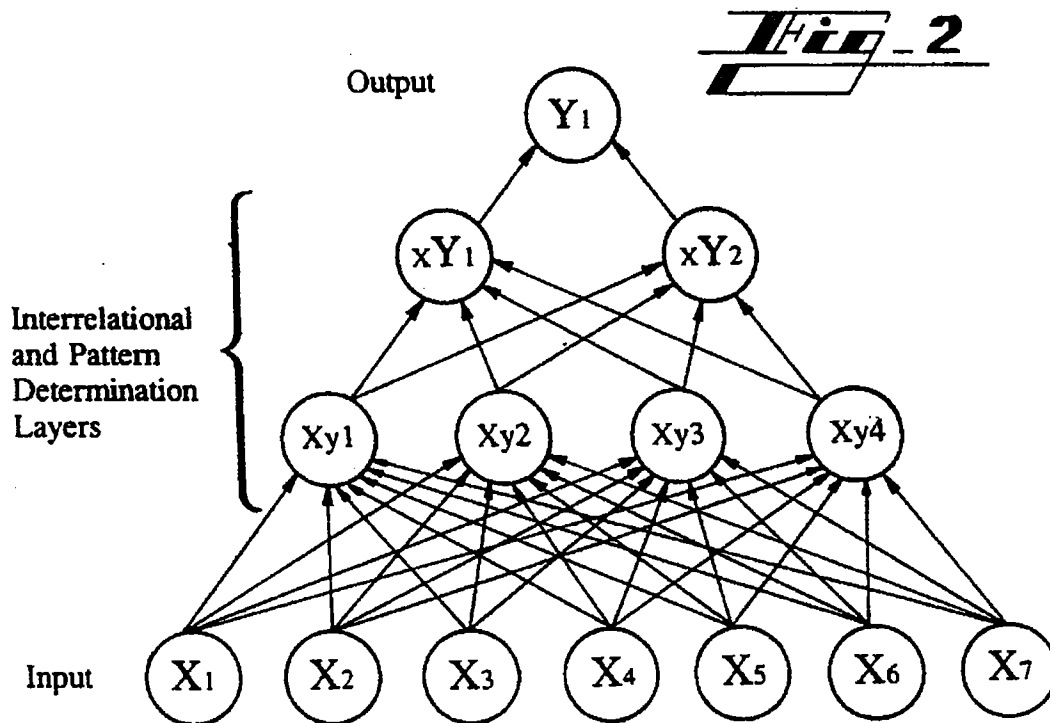 Fig_2
Output
Y1
xY1
xY2
Interrelational
and Pattern
Determination
Layers
Xy1
Xy2
Xy3
Xy4
Input
X1
X2
X3
X4
X5
X6
X7